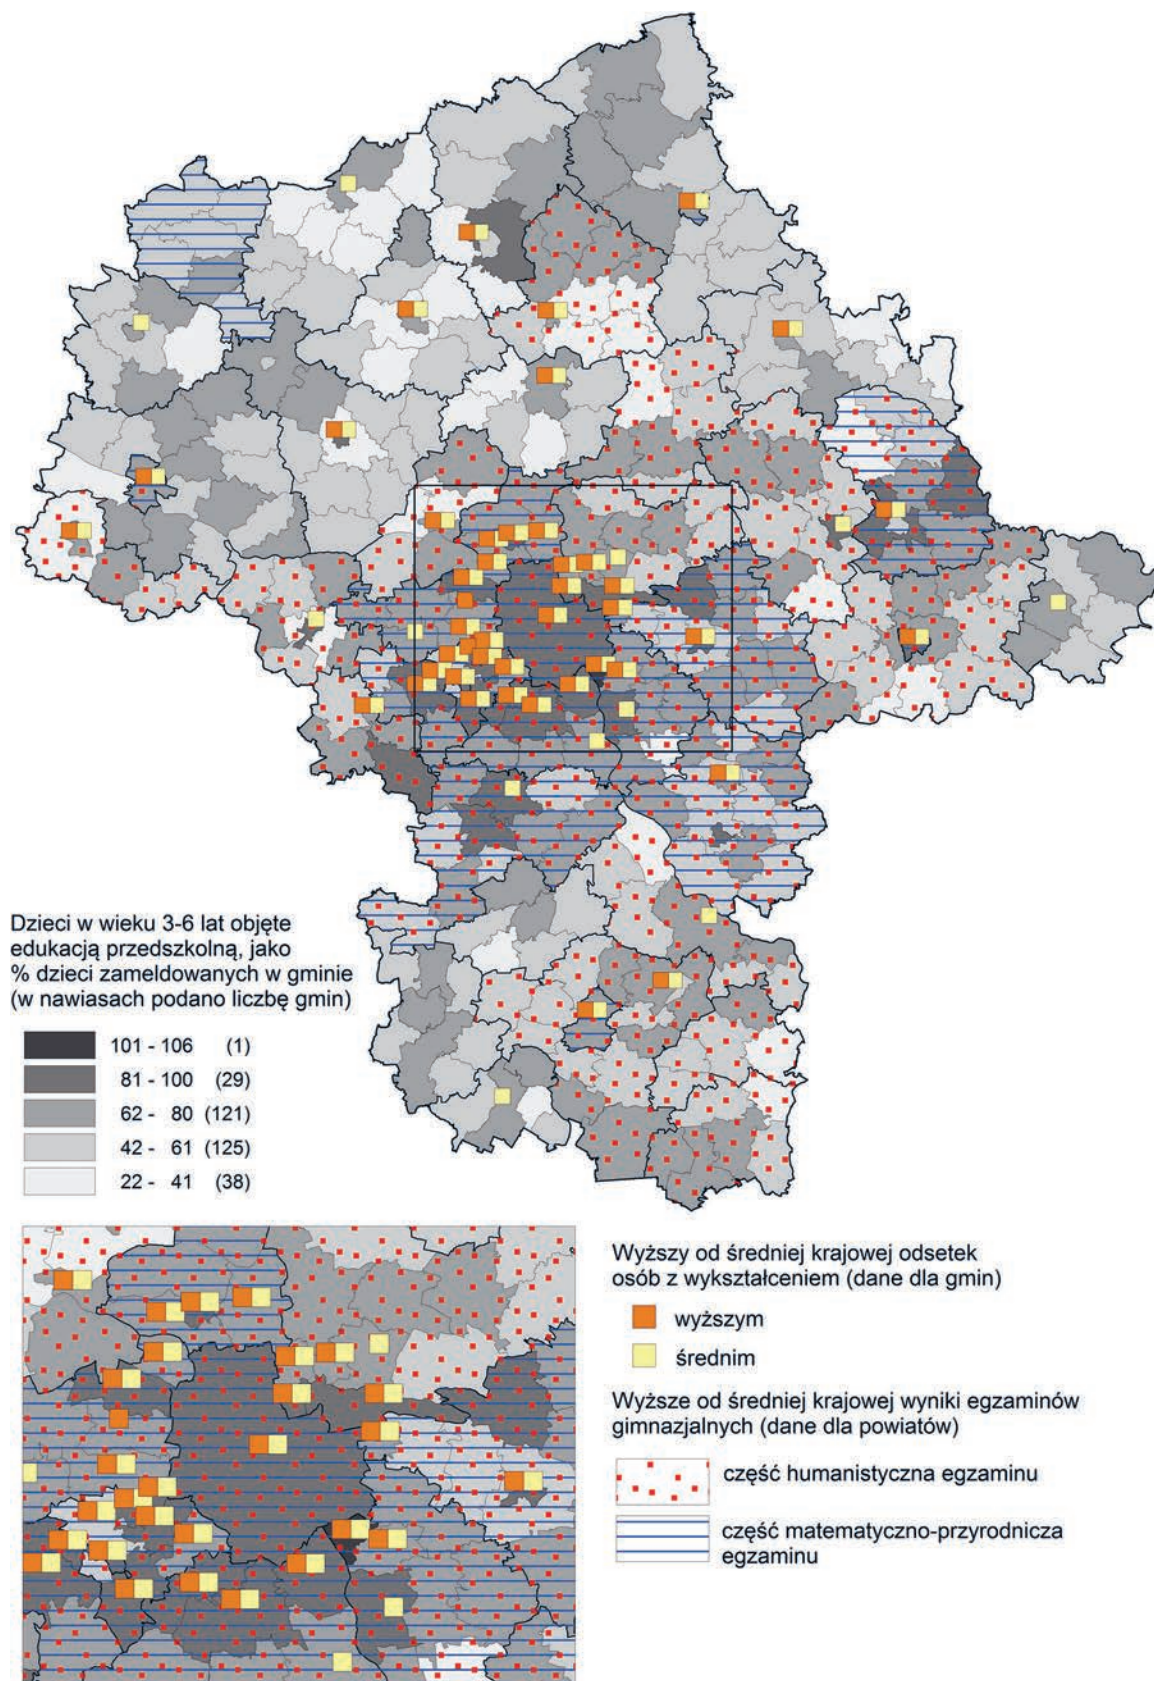 Dzieci w wieku 3-6 lat objęte
edukacją przedszkolną, jako
% dzieci zameldowanych w gminie
(w nawiasach podano liczbę gmin)
101 - 106 (1)
81 - 100 (29)
62 - 80 (121)
42 - 61 (125)
22 - 41 (38)
Wyższy od średniej krajowej odsetek
osób z wykształceniem (dane dla gmin)
wyższym
średnim
Wyższe od średniej krajowej wyniki egzaminów
gimnazjalnych (dane dla powiatów)
część humanistyczna egzaminu
część matematyczno-przyrodnicza
egzaminu